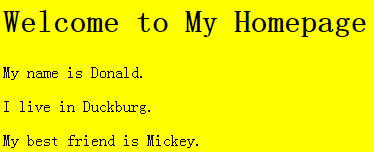 Welcome to My Homepage
My name is Donald.
I live in Duckburg.
My best friend is Mickey.